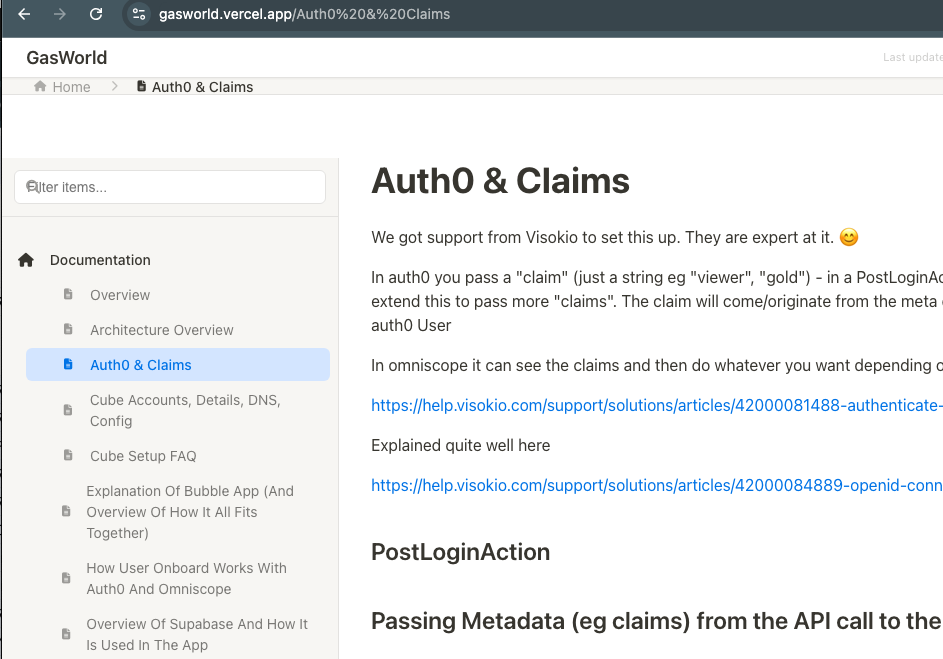 gasworld.vercel.app/Auth0%20&%20Claims
GasWorld
Last update
Home
Auth0 & Claims
Filter items...
Documentation
Overview
Architecture Overview
Auth0 & Claims
Cube Accounts, Details, DNS,
Config
Cube Setup FAQ
Explanation Of Bubble App (And
Overview Of How It All Fits
Together)
How User Onboard Works With
Auth0 And Omniscope
Overview Of Supabase And How It
Is Used In The App
Auth0 & Claims
We got support from Visokio to set this up. They are expert at it. 😊
In auth0 you pass a "claim" (just a string eg "viewer", "gold") - in a PostLoginAc
extend this to pass more "claims". The claim will come/originate from the meta
auth0 User
In omniscope it can see the claims and then do whatever you want depending o
https://help.visokio.com/support/solutions/articles/42000081488-authenticate-
Explained quite well here
https://help.visokio.com/support/solutions/articles/42000084889-openid-conn
PostLoginAction
Passing Metadata (eg claims) from the API call to the